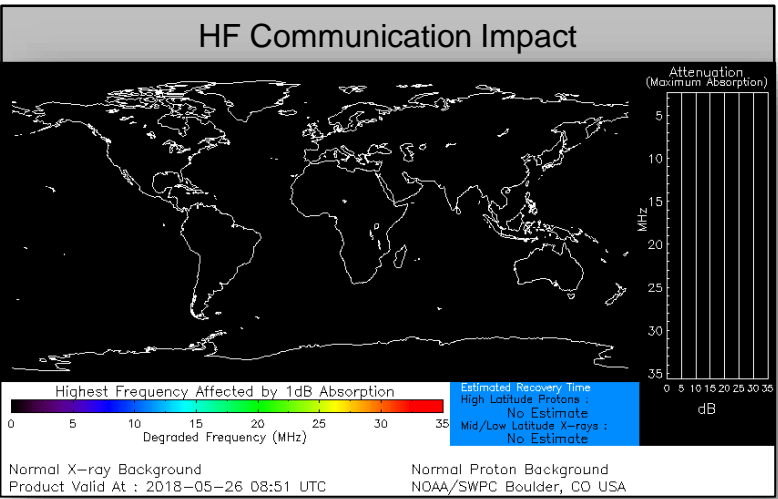 HF Communication Impact
Attenuation
(Maximum Absorption)
5
10
15
20
25
30
35
MHz
0 5 10 15 20 25 30 35
dB
Highest Frequency Affected by 1dB Absorption
0 5 10 15 20 25 30 35
Degraded Frequency (MHz)
Estimated Recovery Time
High Latitude Protons :
No Estimate
Mid/Low Latitude X-rays :
No Estimate
Normal X-ray Background
Normal Proton Background
Product Valid At : 2018-05-26 08:51 UTC
NOAA/SWPC Boulder, CO USA